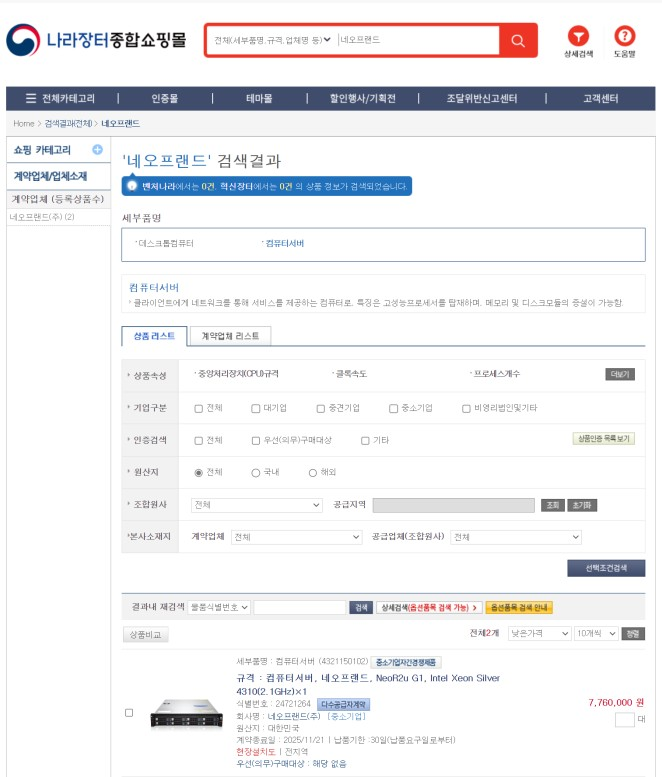 나라장터종합쇼핑몰
전체(세부품명,규격,업체명 등) 네오프랜드
상세검색 도움말
전체카테고리 | 인증몰 | 테마몰 | 할인행사/기획전 | 조달위반신고센터 | 고객센터
Home > 검색결과(전체) > 네오프랜드
쇼핑 카테고리
계약업체/업체소재
계약업체 (등록상품수)
네오프랜드(주) (2)
'네오프랜드' 검색결과
벤처나라에서는 0건, 혁신장터에서는 0건 의 상품 정보가 검색되었습니다.
세부품명
데스크톱컴퓨터 컴퓨터서버
컴퓨터서버
클라이언트에게 네트워크를 통해 서비스를 제공하는 컴퓨터로, 특징은 고성능프로세서를 탑재하며, 메모리 및 디스크모듈의 증설이 가능함.
상품 리스트 계약업체 리스트
상품속성 중앙처리장치(CPU)규격 클록속도 프로세스개수 더보기
기업구분 전체 대기업 중견기업 중소기업 비영리법인및기타
인증검색 전체 우선(의무)구매대상 기타 상품인증 목록 보기
원산지 전체 국내 해외
조합원사 전체 공급지역 조회 초기화
본사소재지 계약업체 전체 공급업체(조합원사) 전체
선택조건검색
결과내 재검색 물품식별번호 검색 상세검색(옵션품목 검색 가능) > 옵션품목 검색 안내
상품비교 전체2개 낮은가격 10개씩 정렬
세부품명 : 컴퓨터서버 (4321150102) 중소기업자간경쟁제품
규격 : 컴퓨터서버, 네오프랜드, NeoR2u G1, Intel Xeon Silver
4310(2.1GHz)×1
식별번호 : 24721264 다수공급자계약
7,760,000 원
회사명 : 네오프랜드(주) [중소기업]
대
원산지 : 대한민국
계약종료일 : 2025/11/21 | 납품기한 :30일(납품요구일로부터)
현장설치도 | 전지역
우선(의무)구매대상 : 해당 없음